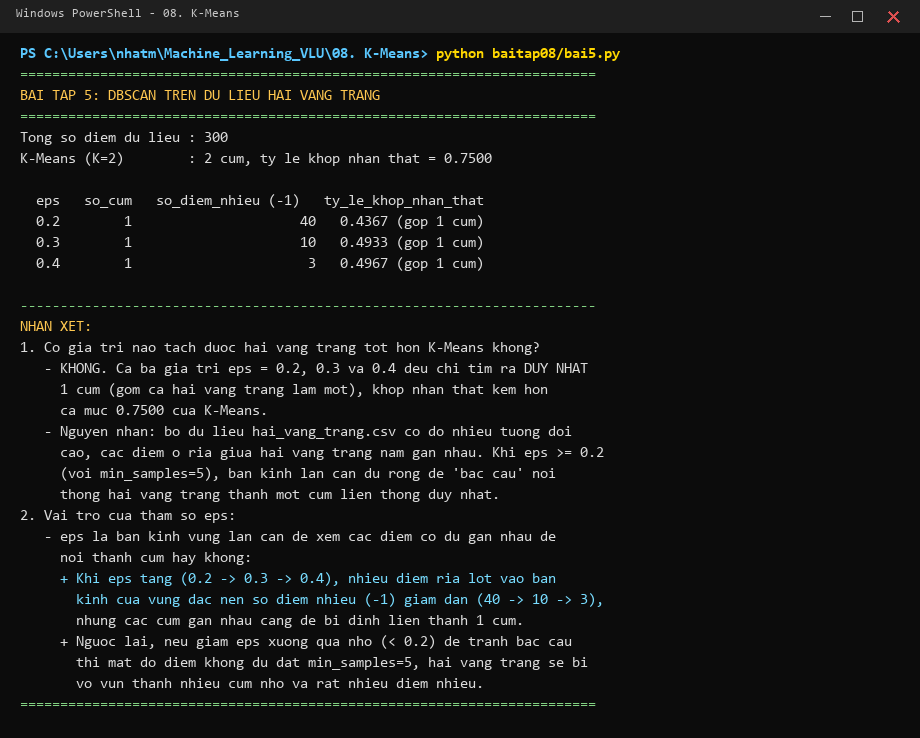 Windows PowerShell - 08. K-Means
PS C:\Users\nhatm\Machine_Learning_VLU\08. K-Means> python baitap08/bai5.py
========================================================================
BAI TAP 5: DBSCAN TREN DU LIEU HAI VANG TRANG
========================================================================
Tong so diem du lieu : 300
K-Means (K=2)        : 2 cum, ty le khop nhan that = 0.7500
  eps   so_cum   so_diem_nhieu (-1)   ty_le_khop_nhan_that
  0.2        1                     40   0.4367 (gop 1 cum)
  0.3        1                     10   0.4933 (gop 1 cum)
  0.4        1                      3   0.4967 (gop 1 cum)
------------------------------------------------------------------------
NHAN XET:
1. Co gia tri nao tach duoc hai vang trang tot hon K-Means khong?
   - KHONG. Ca ba gia tri eps = 0.2, 0.3 va 0.4 deu chi tim ra DUY NHAT
     1 cum (gom ca hai vang trang lam mot), khop nhan that kem hon
     ca muc 0.7500 cua K-Means.
   - Nguyen nhan: bo du lieu hai_vang_trang.csv co do nhieu tuong doi
     cao, cac diem o ria giua hai vang trang nam gan nhau. Khi eps >= 0.2
     (voi min_samples=5), ban kinh lan can du rong de 'bac cau' noi
     thong hai vang trang thanh mot cum lien thong duy nhat.
2. Vai tro cua tham so eps:
   - eps la ban kinh vung lan can de xem cac diem co du gan nhau de
     noi thanh cum hay khong:
     + Khi eps tang (0.2 -> 0.3 -> 0.4), nhieu diem ria lot vao ban
       kinh cua vung dac nen so diem nhieu (-1) giam dan (40 -> 10 -> 3),
       nhung cac cum gan nhau cang de bi dinh lien thanh 1 cum.
     + Nguoc lai, neu giam eps xuong qua nho (< 0.2) de tranh bac cau
       thi mat do diem khong du dat min_samples=5, hai vang trang se bi
       vo vun thanh nhieu cum nho va rat nhieu diem nhieu.
========================================================================